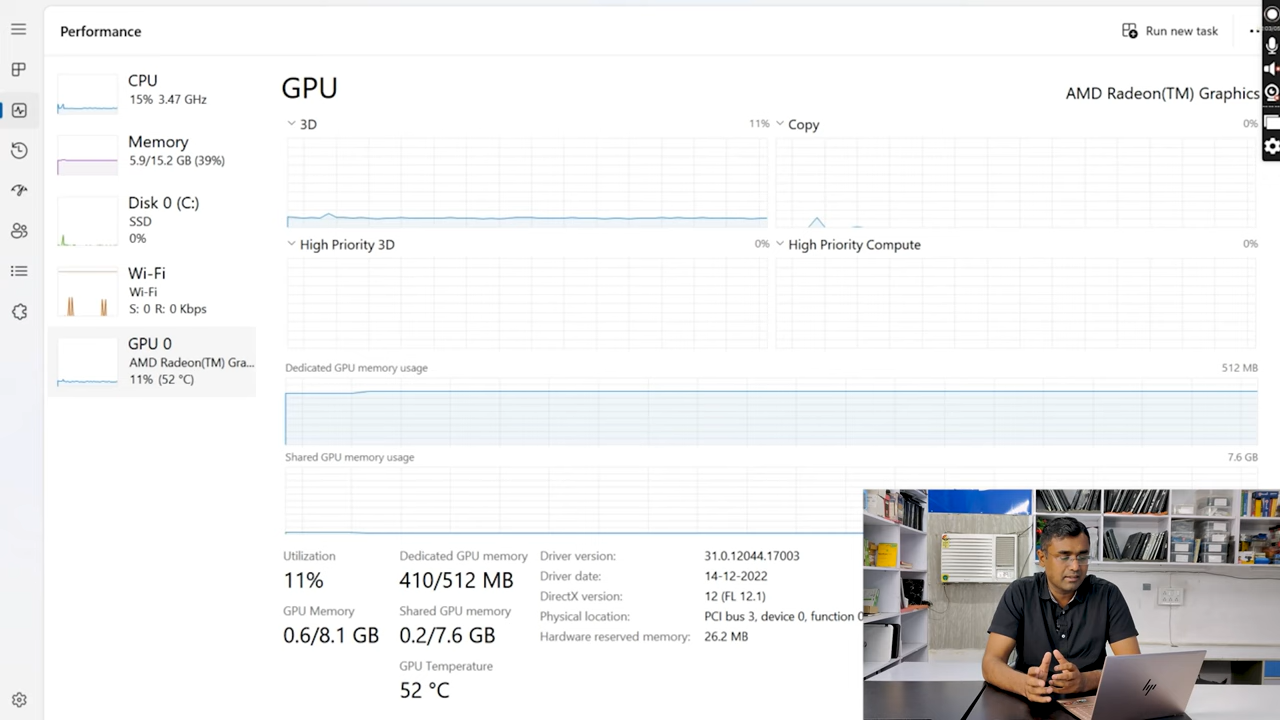 Performance
Run new task
CPU
15% 3.47 GHz
Memory
5.9/15.2 GB (39%)
Disk 0 (C:)
SSD
0%
Wi-Fi
Wi-Fi
S: 0 R: 0 Kbps
GPU 0
AMD Radeon(TM) Gra...
11% (52 °C)
GPU
AMD Radeon(TM) Graphics
3D 11%
Copy 0%
High Priority 3D 0%
High Priority Compute 0%
Dedicated GPU memory usage 512 MB
Shared GPU memory usage 7.6 GB
Utilization
11%
Dedicated GPU memory
410/512 MB
GPU Memory
0.6/8.1 GB
Shared GPU memory
0.2/7.6 GB
GPU Temperature
52 °C
Driver version: 31.0.12044.17003
Driver date: 14-12-2022
DirectX version: 12 (FL 12.1)
Physical location: PCI bus 3, device 0, function 0
Hardware reserved memory: 26.2 MB
hp